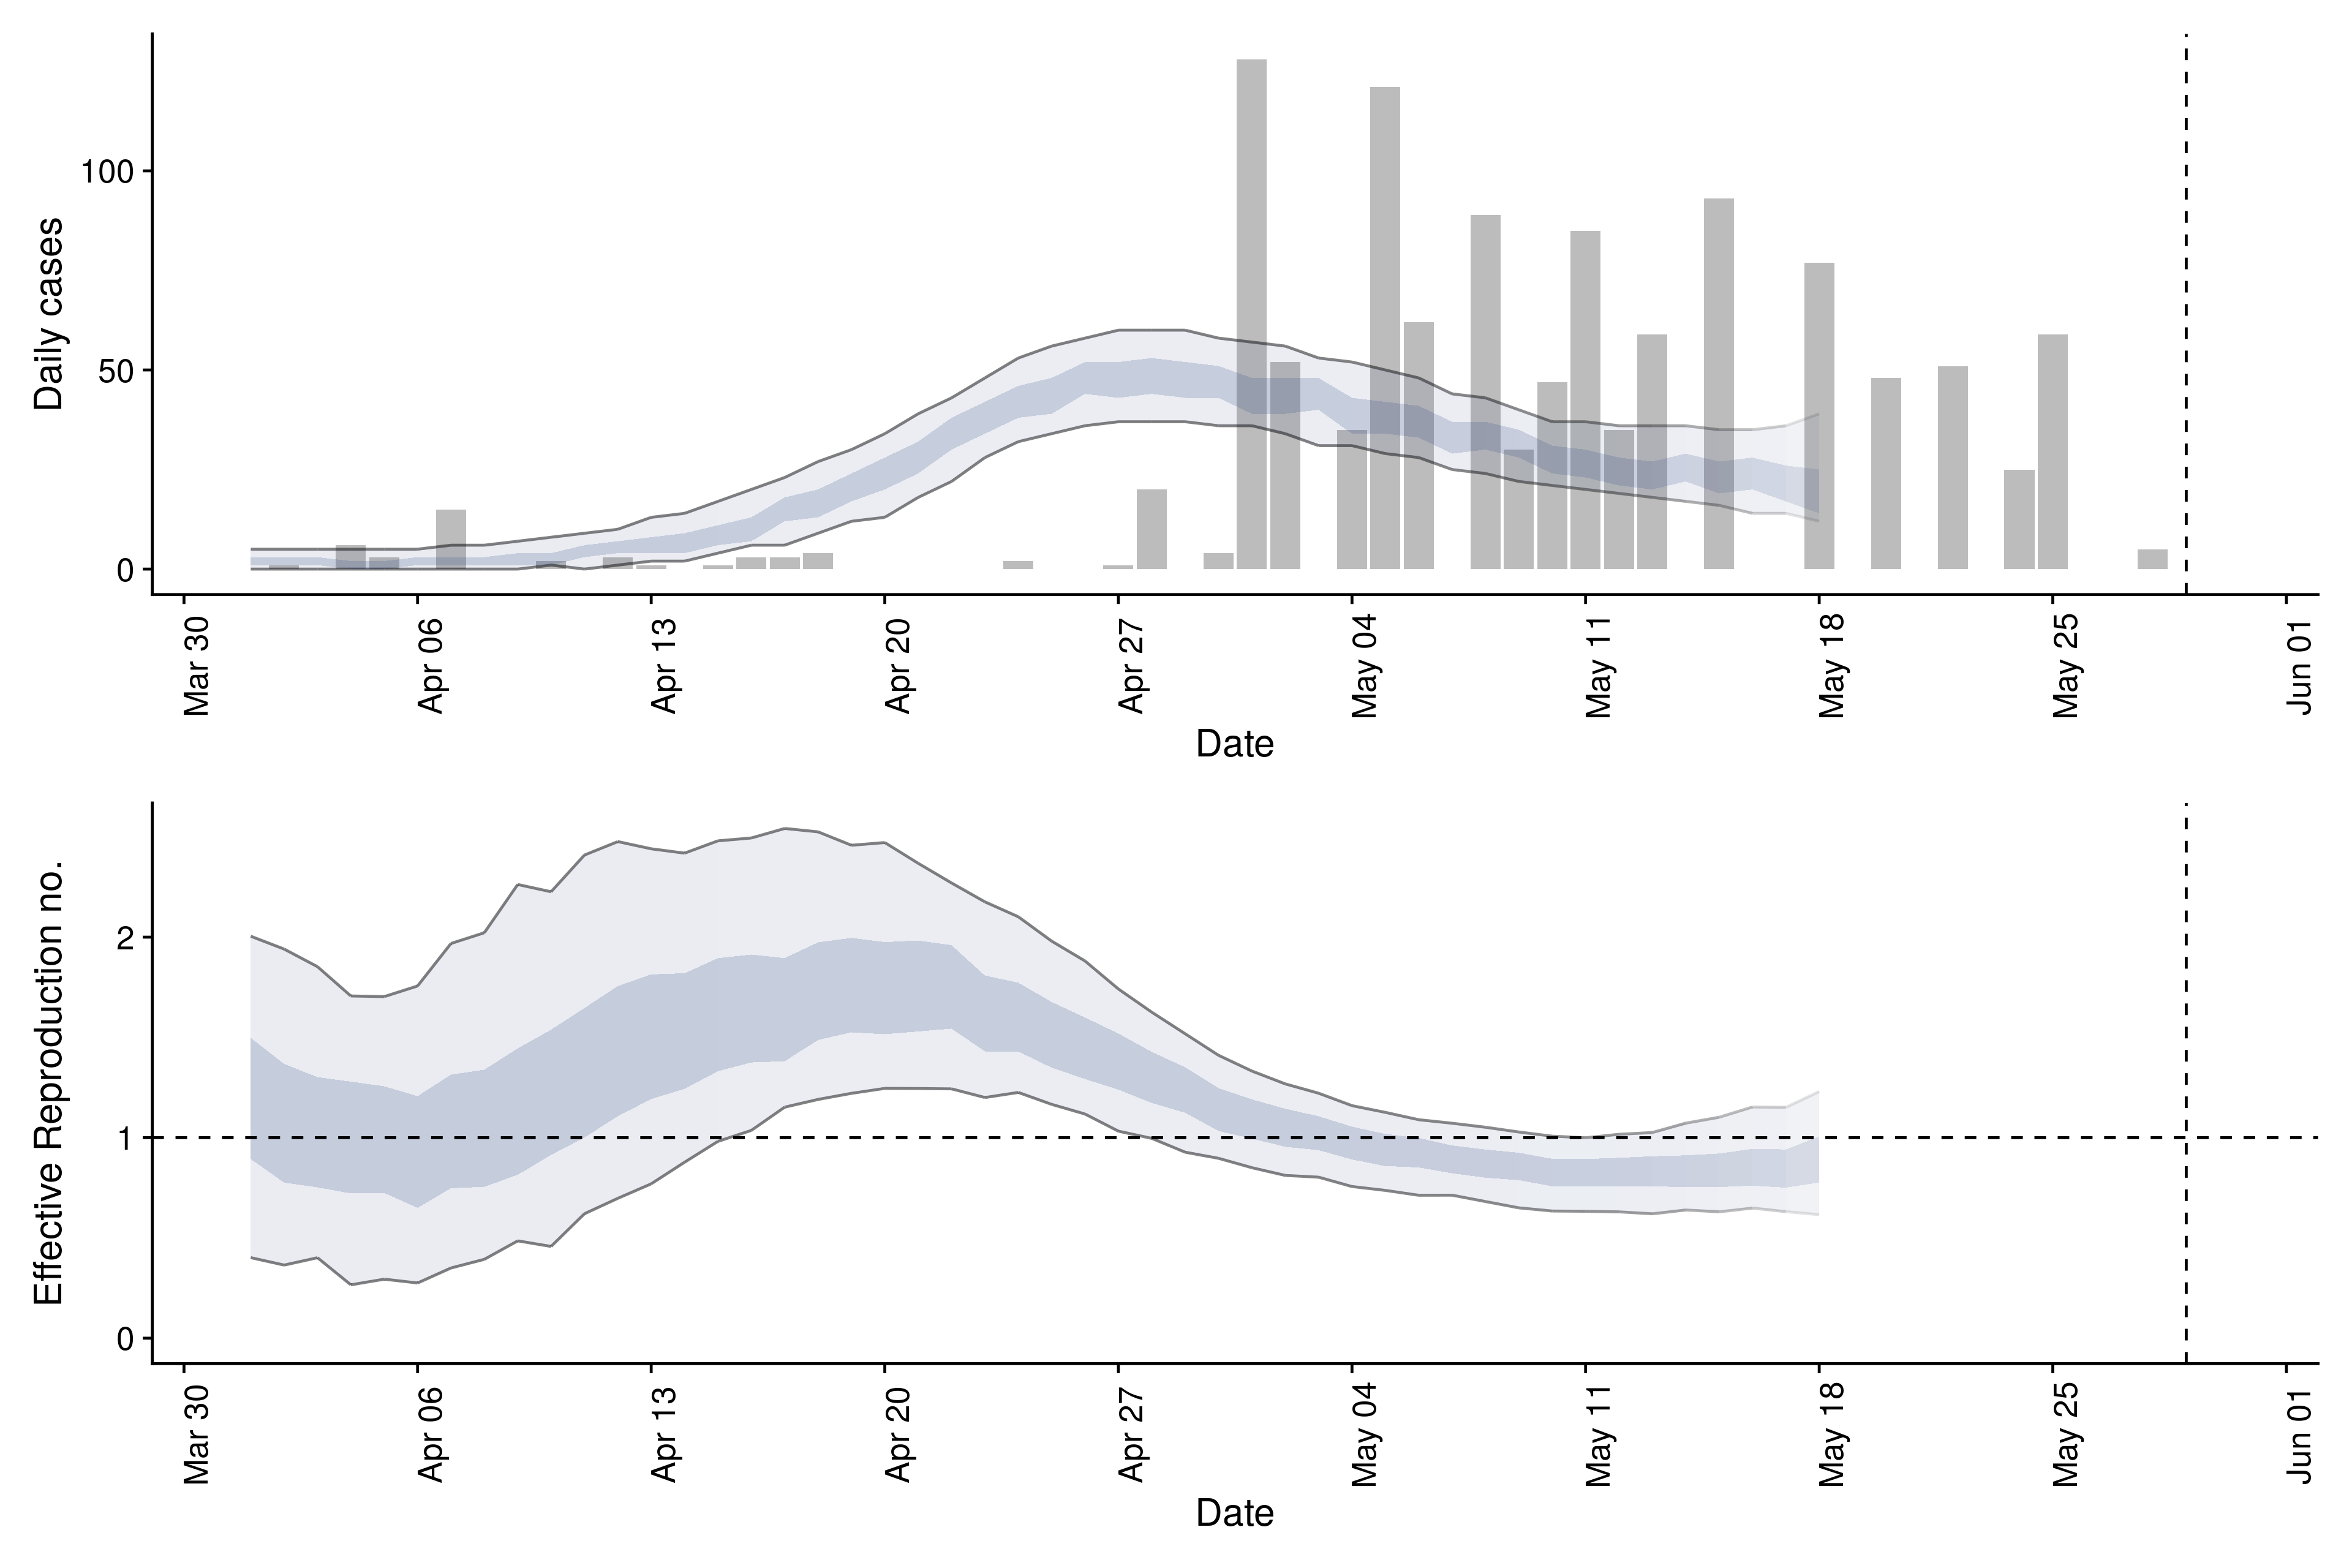 Daily cases
100
50
0
Mar 30
Apr 06
Apr 13
Apr 20
Apr 27
May 04
May 11
May 18
May 25
Jun 01
Date
Effective Reproduction no.
2
1
0
Mar 30
Apr 06
Apr 13
Apr 20
Apr 27
May 04
May 11
May 18
May 25
Jun 01
Date